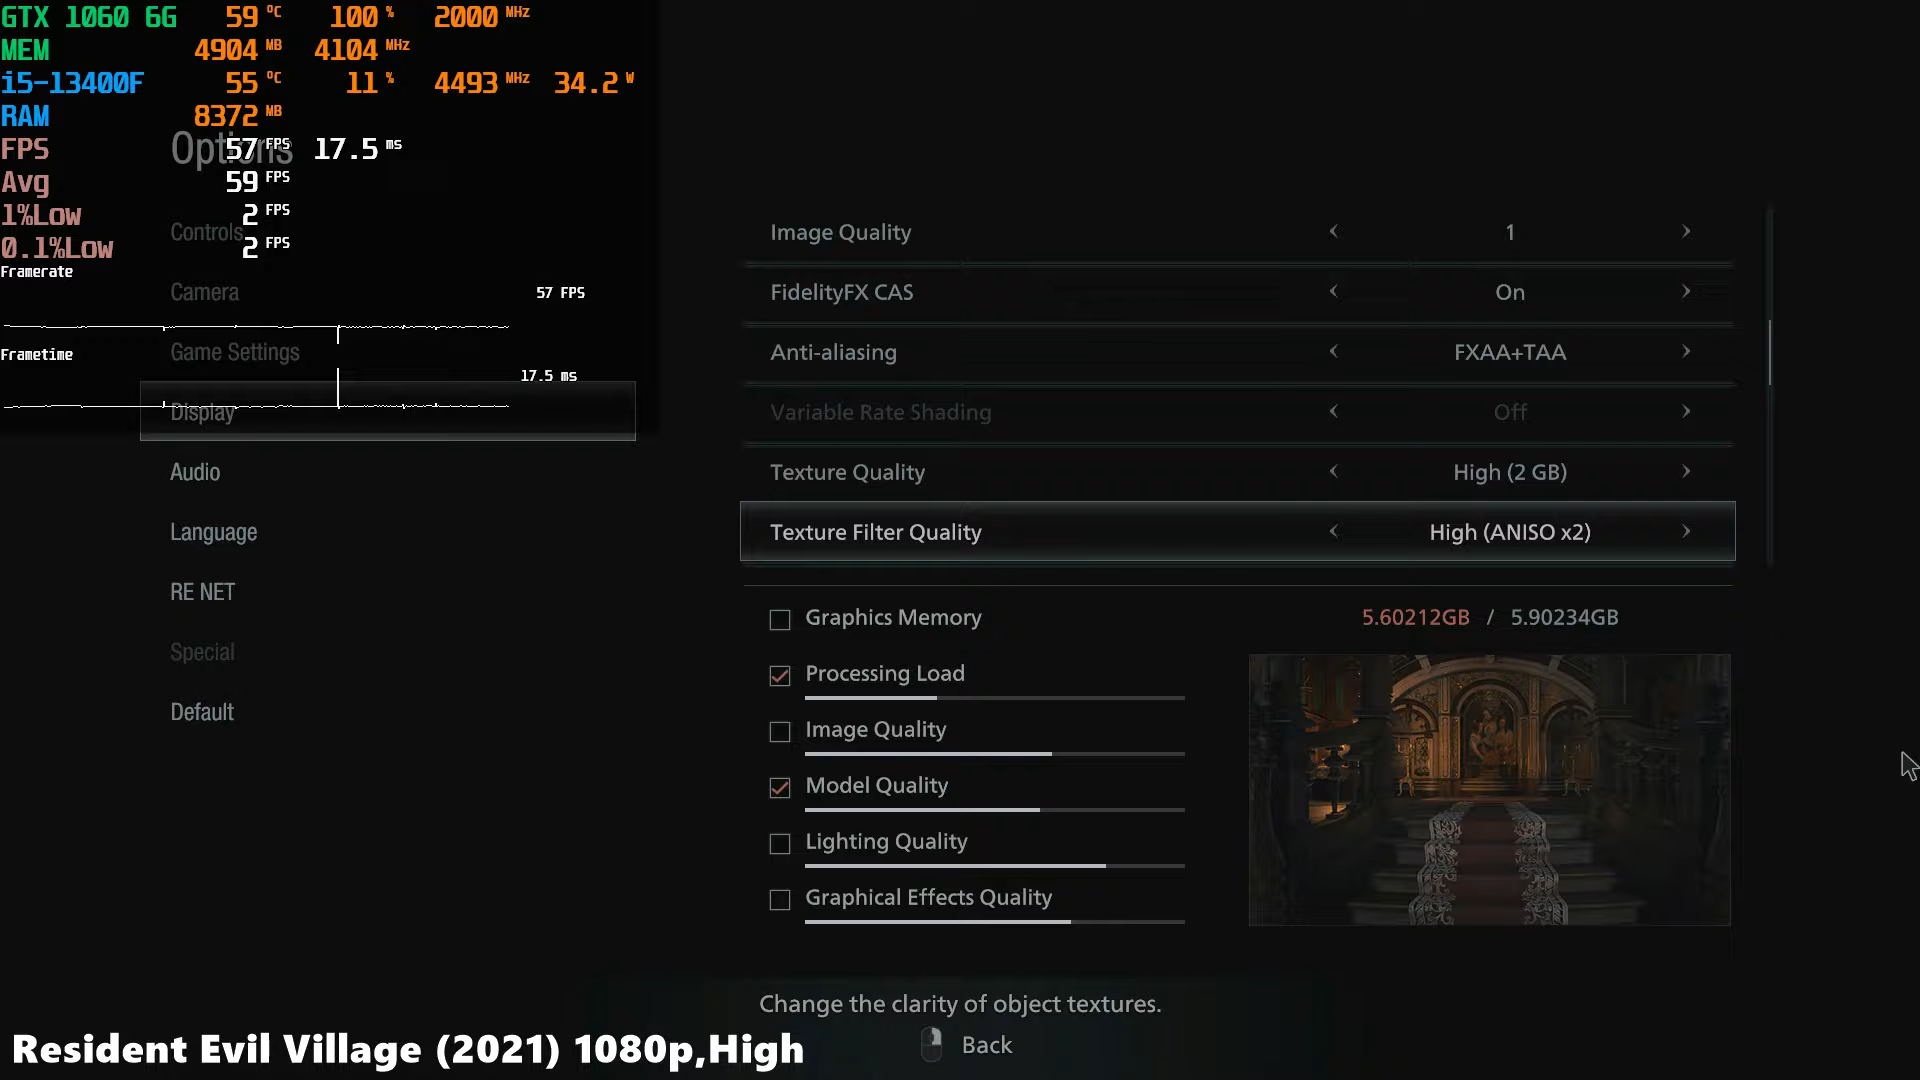 GTX 1060 6G 59 °C 100 % 2000 MHz
MEM 4904 MB 4104 MHz
i5-13400F 55 °C 11 % 4493 MHz 34.2 W
RAM 8372 MB
FPS 57 FPS 17.5 ms
Options
Avg 59 FPS
1%Low 2 FPS
0.1%Low 2 FPS
Framerate
57 FPS
Frametime
17.5 ms
Controls
Camera
Game Settings
Display
Audio
Language
RE NET
Special
Default
Image Quality < 1 >
FidelityFX CAS < On >
Anti-aliasing < FXAA+TAA >
Variable Rate Shading < Off >
Texture Quality < High (2 GB) >
Texture Filter Quality < High (ANISO x2) >
Graphics Memory 5.60212GB / 5.90234GB
Processing Load
Image Quality
Model Quality
Lighting Quality
Graphical Effects Quality
Change the clarity of object textures.
Back
Resident Evil Village (2021) 1080p,High